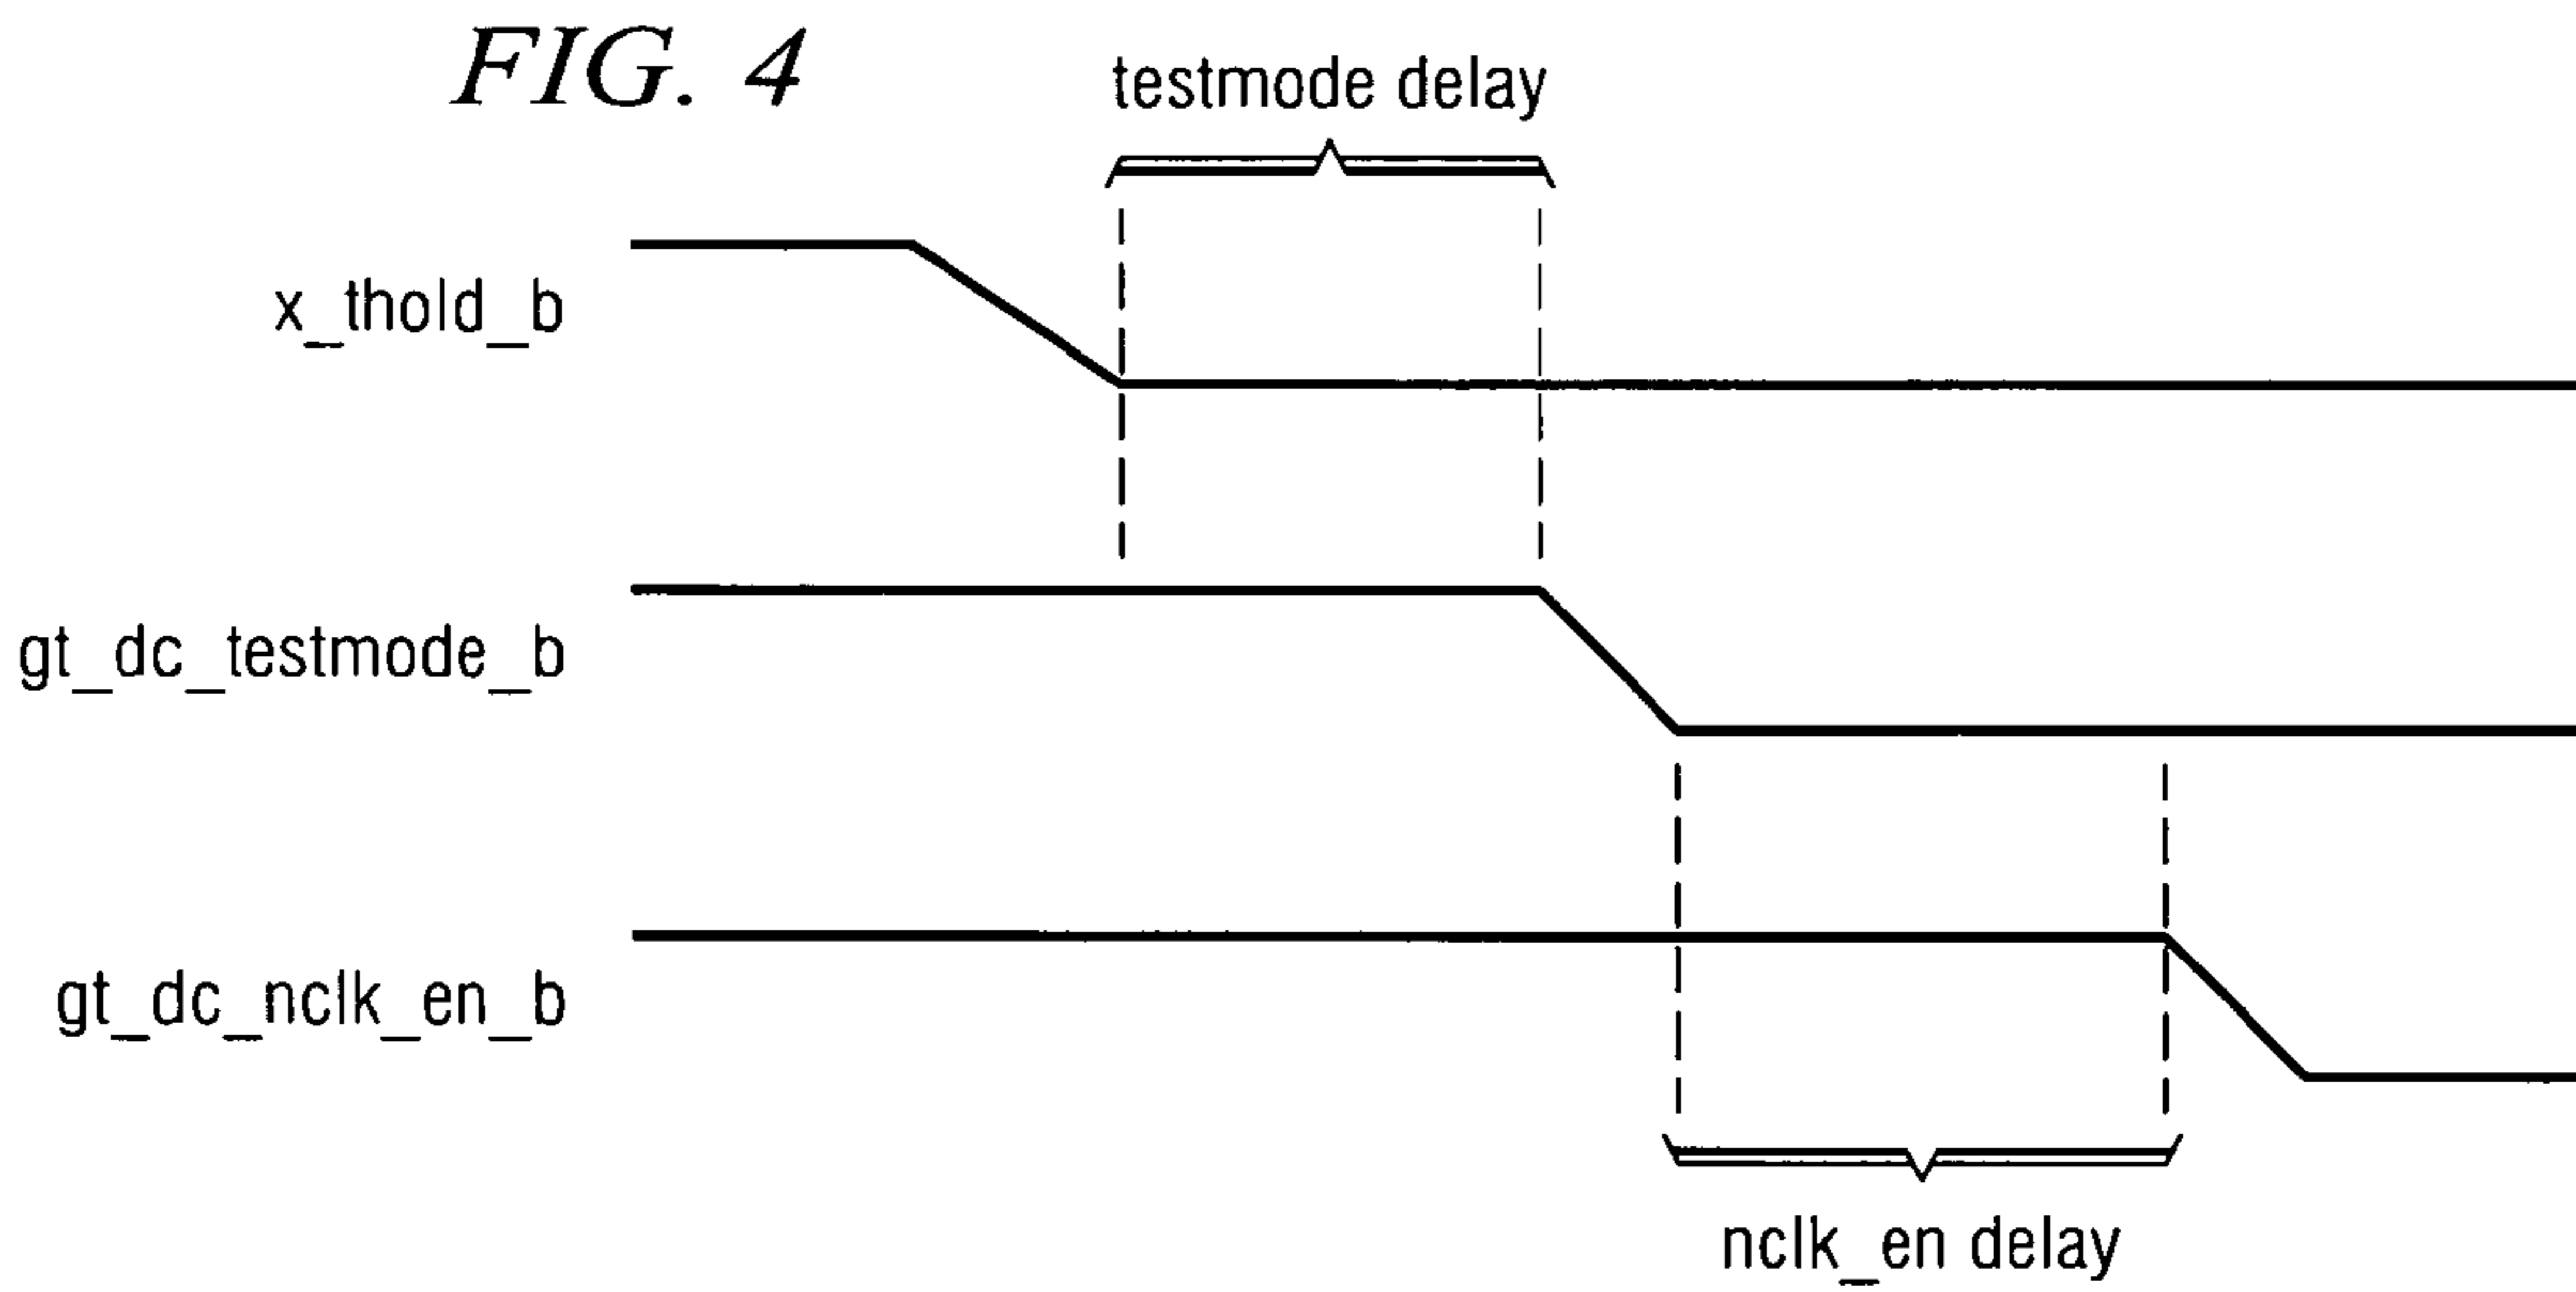 FIG. 4
testmode delay
x_thold_b
gt_dc_testmode_b
gt_dc_nclk_en_b
nclk_en delay